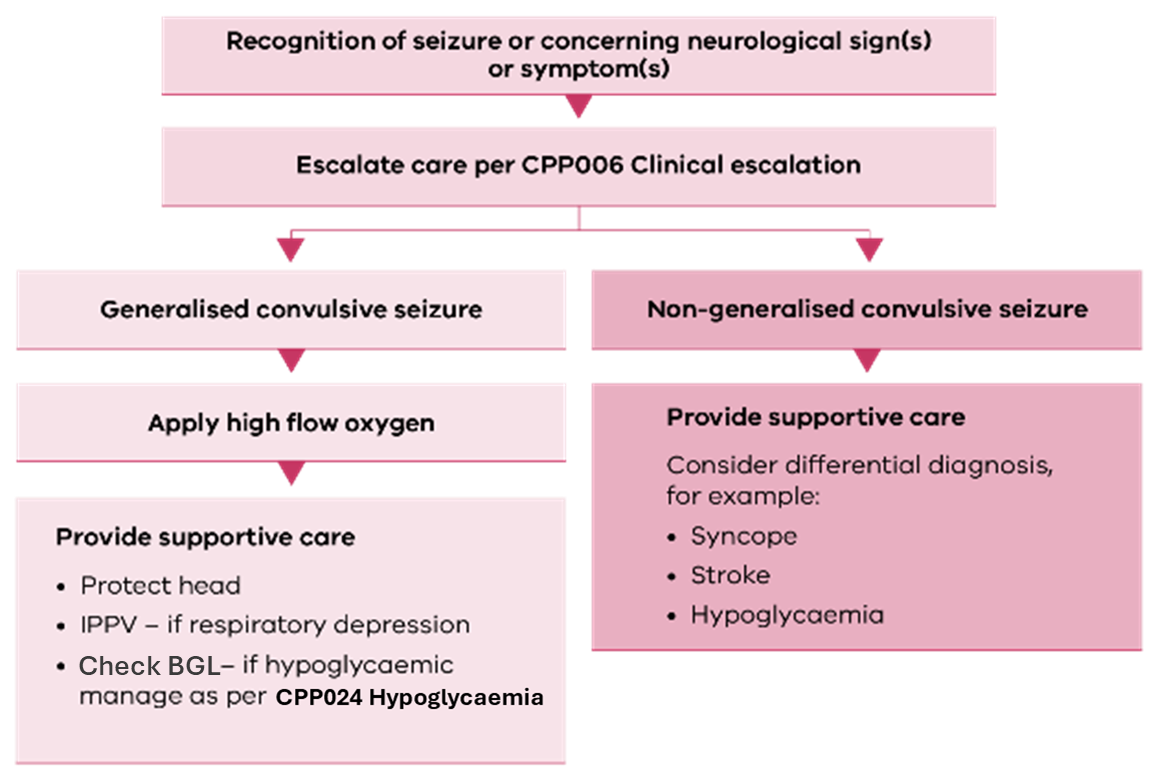 Recognition of seizure or concerning neurological sign(s)
or symptom(s)
Escalate care per CPP006 Clinical escalation
Generalised convulsive seizure
Apply high flow oxygen
Provide supportive care
• Protect head
• IPPV – if respiratory depression
• Check BGL– if hypoglycaemic
manage as per CPP024 Hypoglycaemia
Non-generalised convulsive seizure
Provide supportive care
Consider differential diagnosis,
for example:
• Syncope
• Stroke
• Hypoglycaemia